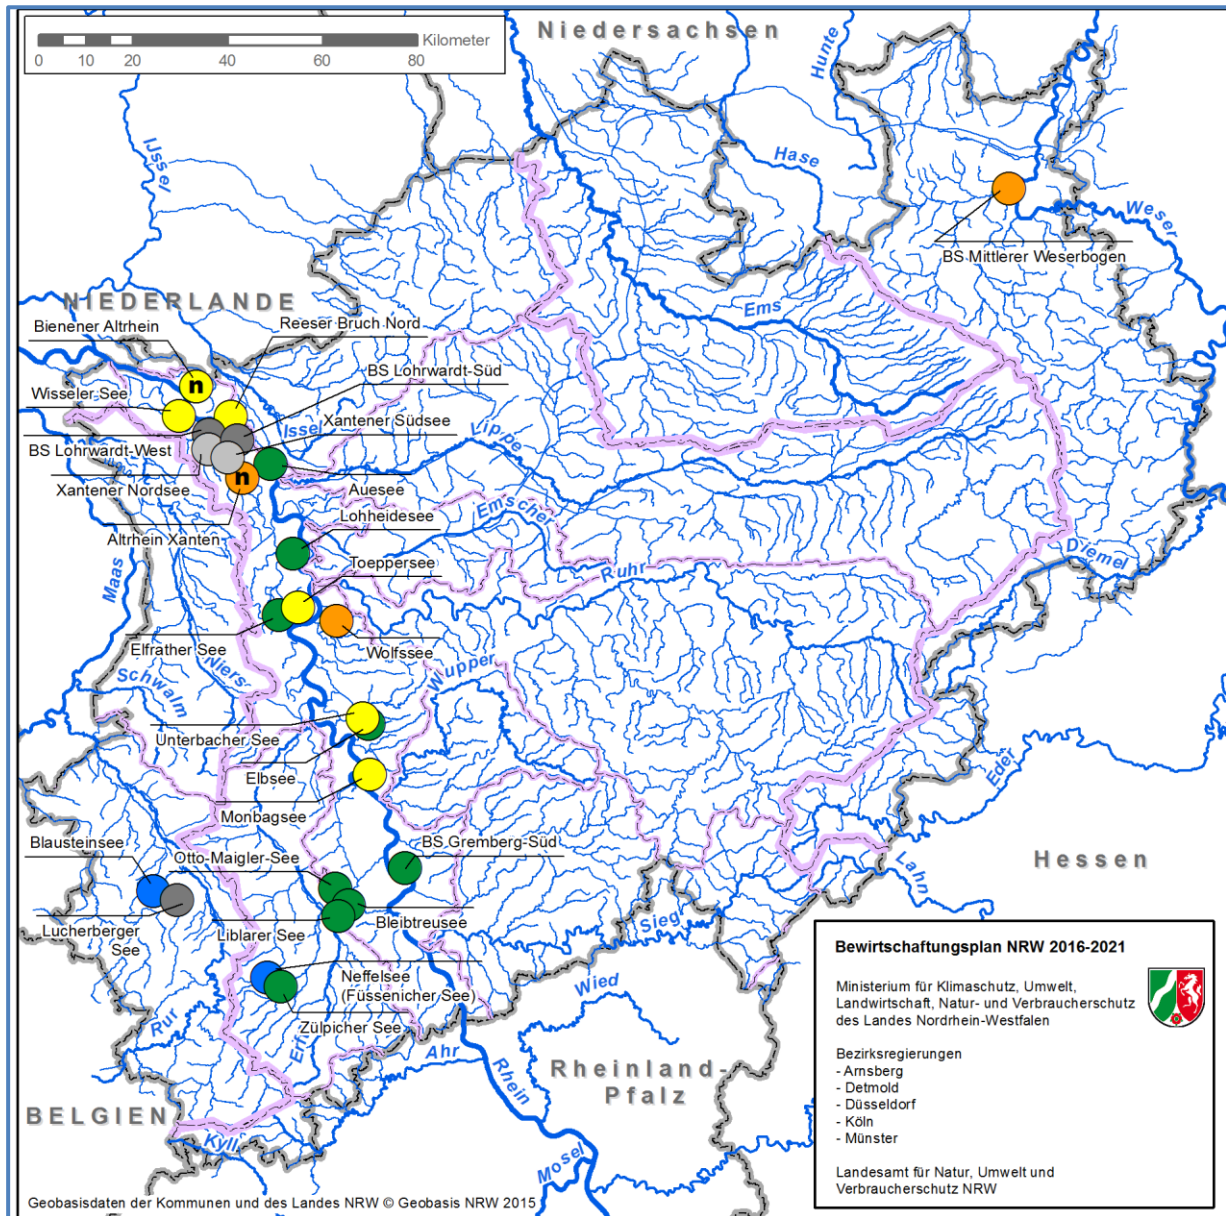 Niedersachsen
Kilometer
0 10 20 40 60 80
Hunte
IJssel
Hase
Weser
BS Mittlerer Weserbogen
NIEDERLANDE
Bienener Altrhein
Reeser Bruch Nord
Ems
BS Lohrwardt-Süd
Wisseler See
n
Xantener Südsee
Issel
Lippe
BS Lohrwardt-West
n
Xantener Nordsee
Auesee
Emscher
Lohheidesee
Altrhein Xanten
Toeppersee
Diemel
Maas
Ruhr
Elfrather See
Wolfssee
Niers
Schwalm
Wupper
Unterbacher See
Eder
Elbsee
Monbagsee
Blausteinsee
Otto-Maigler-See
BS Gremberg-Süd
Hessen
Lahn
Lucherberger
See
Liblarer See
Bleibtreusee
Sieg
Neffelsee
(Füssenicher See)
Wied
Zülpicher See
Rur
Erft
Ahr
Rhein
Rheinland-
Pfalz
BELGIEN
Kyll
Mosel
Bewirtschaftungsplan NRW 2016-2021
Ministerium für Klimaschutz, Umwelt,
Landwirtschaft, Natur- und Verbraucherschutz
des Landes Nordrhein-Westfalen
Bezirksregierungen
- Arnsberg
- Detmold
- Düsseldorf
- Köln
- Münster
Landesamt für Natur, Umwelt und
Verbraucherschutz NRW
Geobasisdaten der Kommunen und des Landes NRW © Geobasis NRW 2015